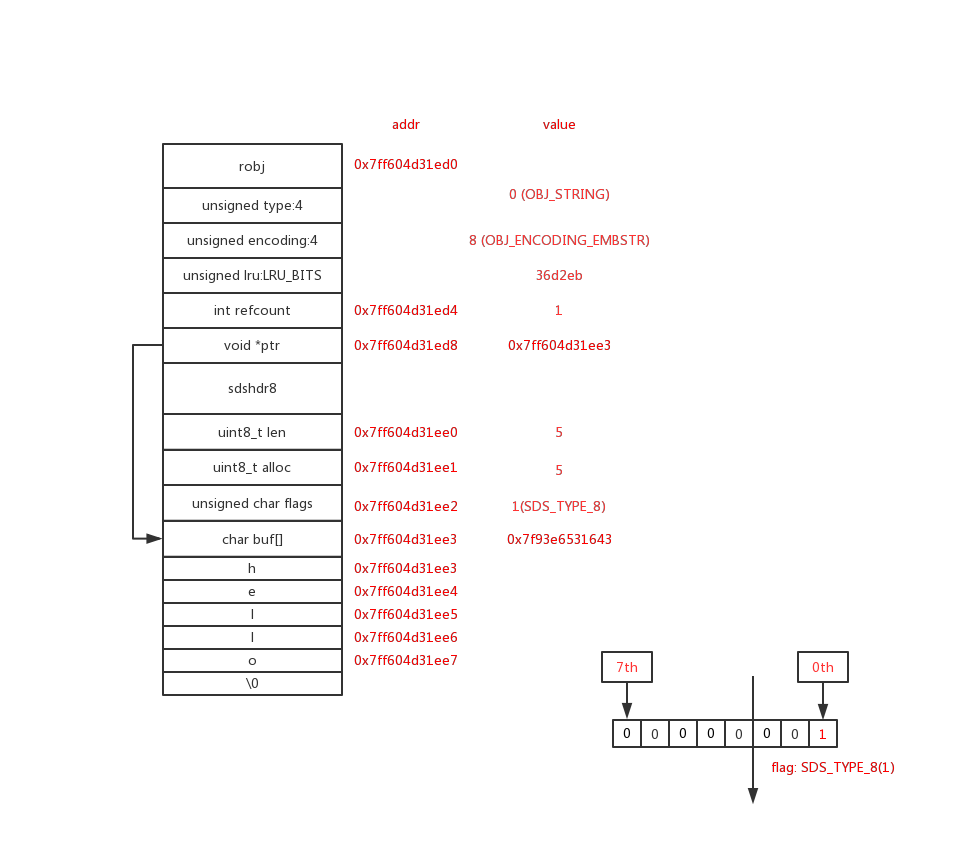 addr value
robj 0x7ff604d31ed0
0 (OBJ_STRING)
unsigned type:4
unsigned encoding:4 8 (OBJ_ENCODING_EMBSTR)
unsigned lru:LRU_BITS 36d2eb
int refcount 0x7ff604d31ed4 1
void *ptr 0x7ff604d31ed8 0x7ff604d31ee3
sdshdr8
uint8_t len 0x7ff604d31ee0 5
uint8_t alloc 0x7ff604d31ee1 5
unsigned char flags 0x7ff604d31ee2 1(SDS_TYPE_8)
char buf[] 0x7ff604d31ee3 0x7f93e6531643
h 0x7ff604d31ee3
e 0x7ff604d31ee4
l 0x7ff604d31ee5
l 0x7ff604d31ee6
o 0x7ff604d31ee7
\0
7th 0th
0 0 0 0 0 0 0 1
flag: SDS_TYPE_8(1)